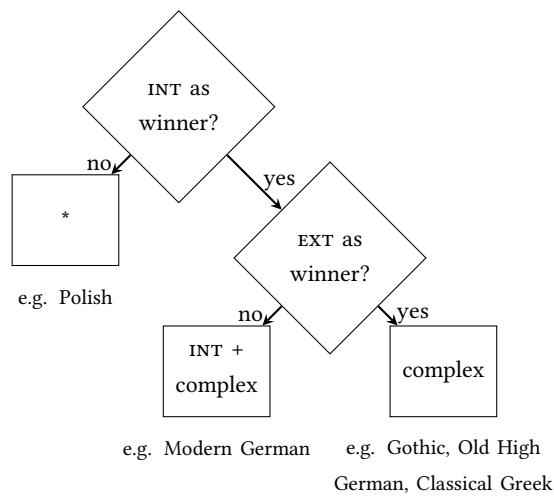 INT as
winner?
no
yes
*
e.g. Polish
EXT as
winner?
no
yes
INT +
complex
complex
e.g. Modern German
e.g. Gothic, Old High
German, Classical Greek